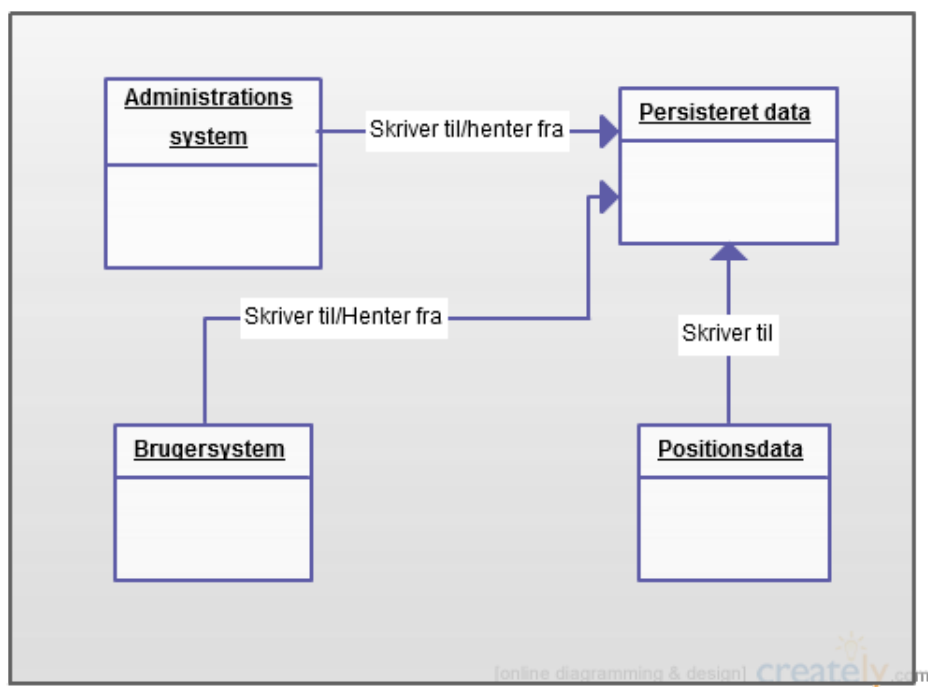 Administrations
system
Skriver til/henter fra
Persisteret data
Skriver til/Henter fra
Skriver til
Brugersystem
Positionsdata
[online diagramming & design] creately.com